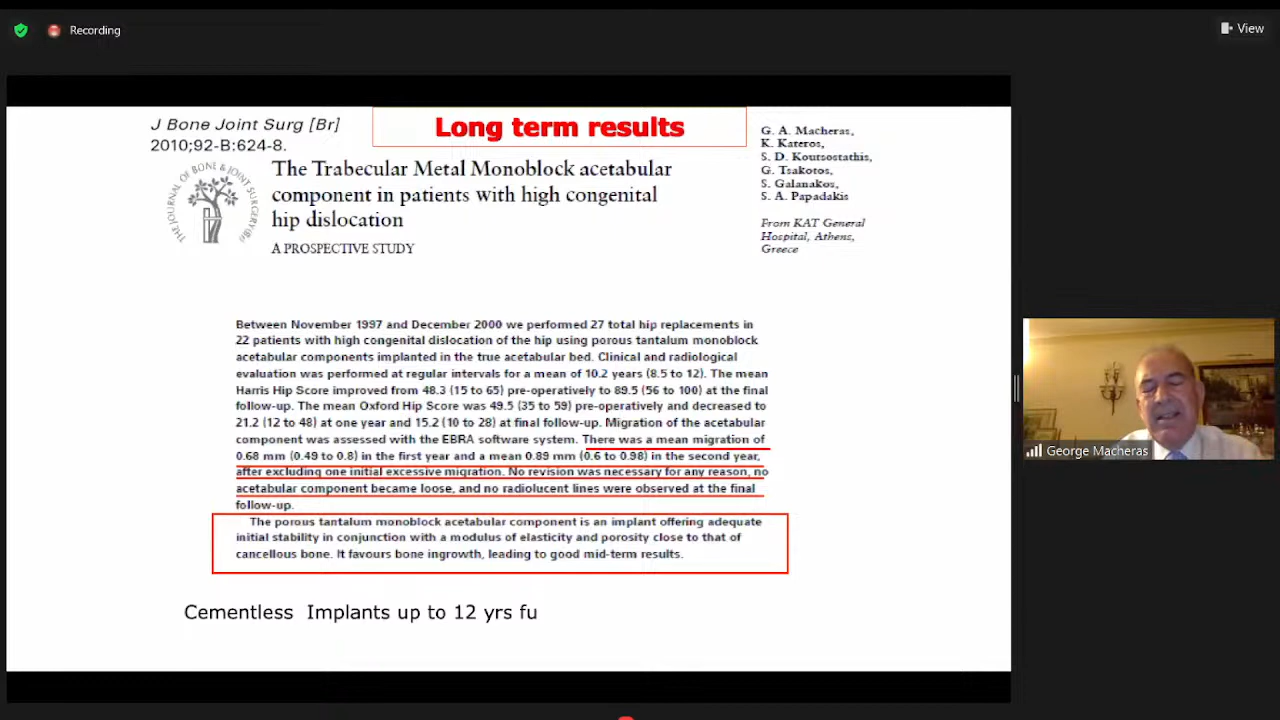 Recording
View
J Bone Joint Surg [Br]
2010;92-B:624-8.
Long term results
THE JOURNAL OF BONE & JOINT SURGERY
The Trabecular Metal Monoblock acetabular
component in patients with high congenital
hip dislocation
A PROSPECTIVE STUDY
G. A. Macheras,
K. Kateros,
S. D. Koutsostathis,
G. Tsakotos,
S. Galanakos,
S. A. Papadakis
From KAT General
Hospital, Athens,
Greece
Between November 1997 and December 2000 we performed 27 total hip replacements in
22 patients with high congenital dislocation of the hip using porous tantalum monoblock
acetabular components implanted in the true acetabular bed. Clinical and radiological
evaluation was performed at regular intervals for a mean of 10.2 years (8.5 to 12). The mean
Harris Hip Score improved from 48.3 (15 to 65) pre-operatively to 89.5 (56 to 100) at the final
follow-up. The mean Oxford Hip Score was 49.5 (35 to 59) pre-operatively and decreased to
21.2 (12 to 48) at one year and 15.2 (10 to 28) at final follow-up. Migration of the acetabular
component was assessed with the EBRA software system. There was a mean migration of
0.68 mm (0.49 to 0.8) in the first year and a mean 0.89 mm (0.6 to 0.98) in the second year,
after excluding one initial excessive migration. No revision was necessary for any reason, no
acetabular component became loose, and no radiolucent lines were observed at the final
follow-up.
The porous tantalum monoblock acetabular component is an implant offering adequate
initial stability in conjunction with a modulus of elasticity and porosity close to that of
cancellous bone. It favours bone ingrowth, leading to good mid-term results.
Cementless Implants up to 12 yrs fu
George Macheras